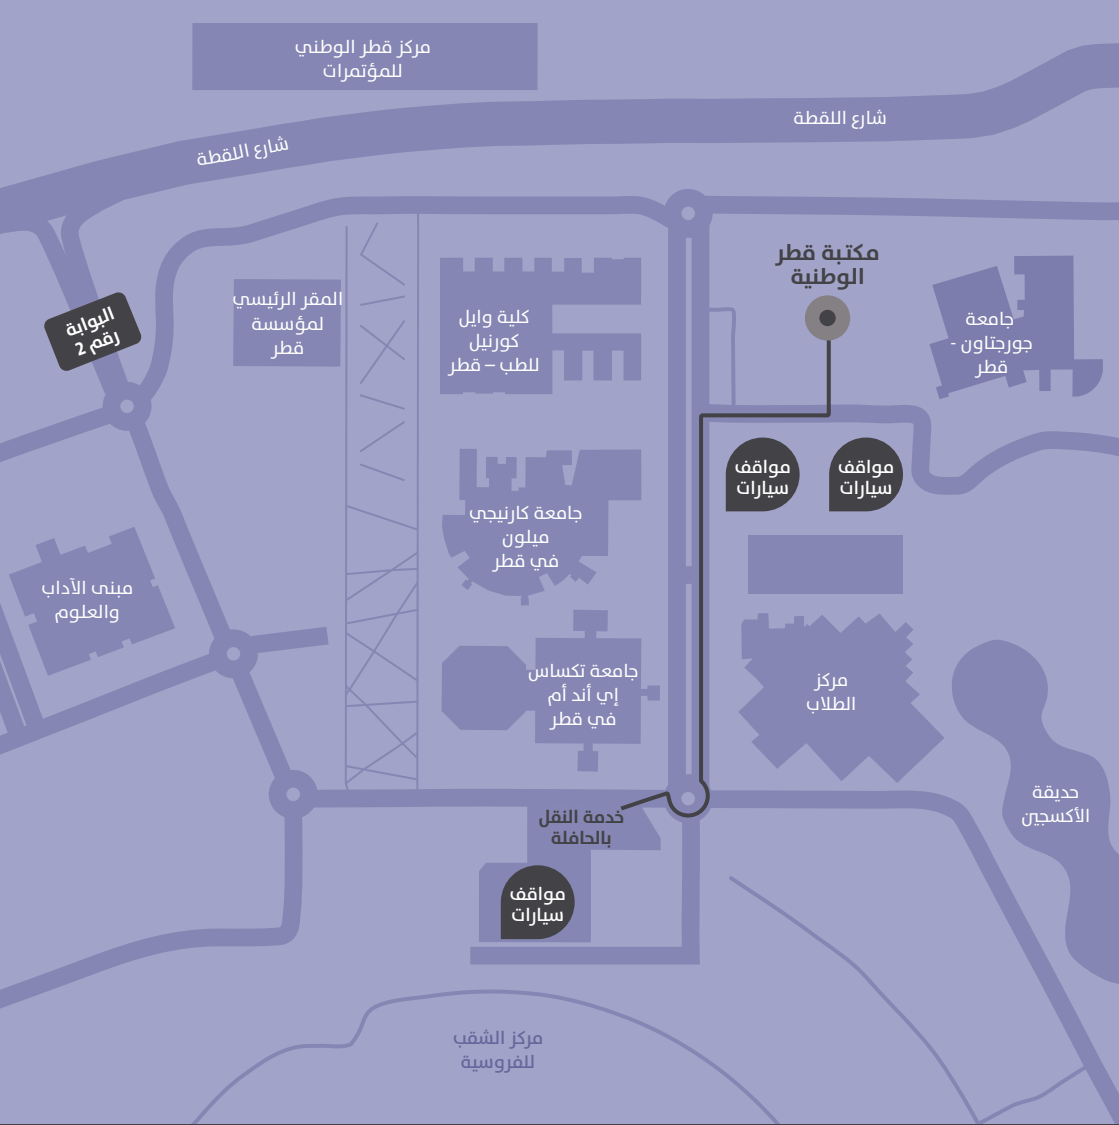 مركز قطر الوطني
للمؤتمرات
شارع اللقطة
شارع اللقطة
مكتبة قطر
الوطنية
جامعة
جورجتاون -
قطر
كلية وايل
كورنيل
للطب – قطر
المقر الرئيسي
لمؤسسة
قطر
البوابة
رقم 2
مواقف
سيارات
مواقف
سيارات
جامعة كارنيجي
ميلون
في قطر
مبنى الآداب
والعلوم
جامعة تكساس
إي أند أم
في قطر
مركز
الطلاب
حديقة
الأكسجين
خدمة النقل
بالحافلة
مواقف
سيارات
مركز الشقب
للفروسية